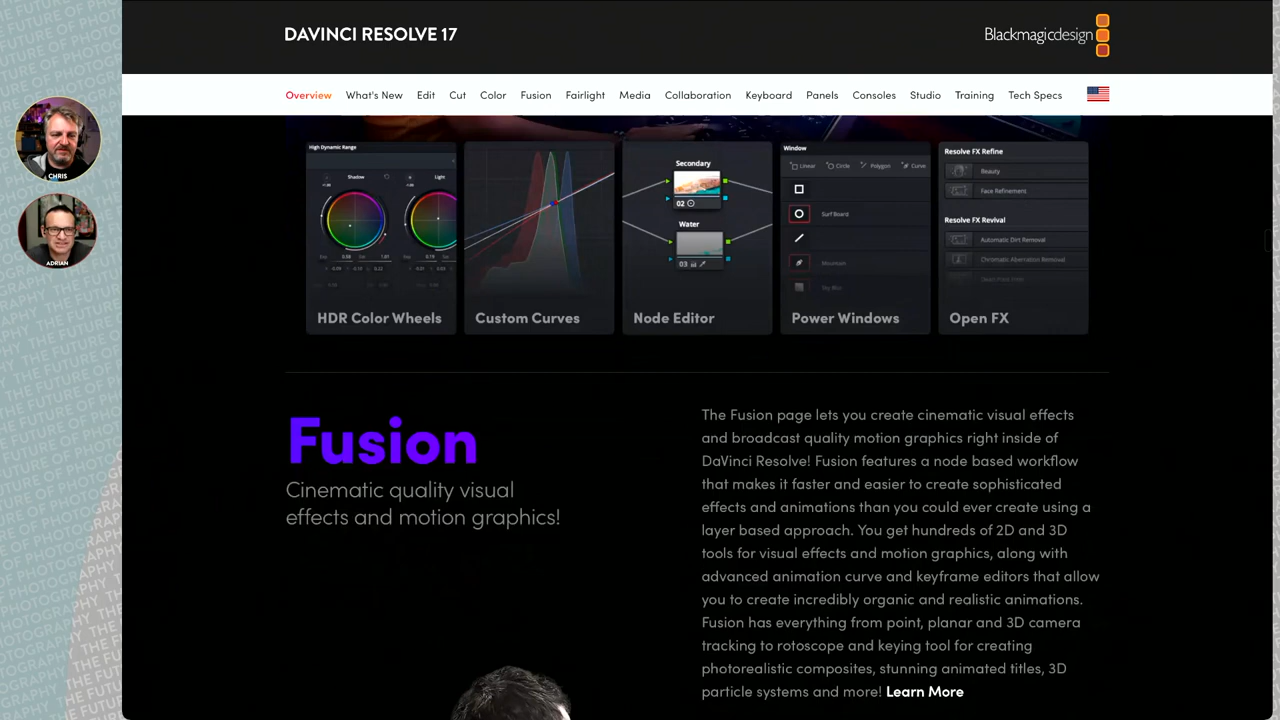 DAVINCI RESOLVE 17
Blackmagicdesign
Overview What's New Edit Cut Color Fusion Fairlight Media Collaboration Keyboard Panels Consoles Studio Training Tech Specs
CHRIS
ADRIAN
High Dynamic Range
Shadow
Light
HDR Color Wheels
Custom Curves
Secondary
02
Water
03
Node Editor
Window
Linear Circle Polygon Curve
Surf Board
Mountain
Power Windows
Resolve FX Refine
Beauty
Face Refinement
Resolve FX Revival
Automatic Dirt Removal
Chromatic Aberration Removal
Open FX
Fusion
Cinematic quality visual
effects and motion graphics!
The Fusion page lets you create cinematic visual effects
and broadcast quality motion graphics right inside of
DaVinci Resolve! Fusion features a node based workflow
that makes it faster and easier to create sophisticated
effects and animations than you could ever create using a
layer based approach. You get hundreds of 2D and 3D
tools for visual effects and motion graphics, along with
advanced animation curve and keyframe editors that allow
you to create incredibly organic and realistic animations.
Fusion has everything from point, planar and 3D camera
tracking to rotoscope and keying tool for creating
photorealistic composites, stunning animated titles, 3D
particle systems and more! Learn More
THE FUTURE OF PHOTOGRAPHY